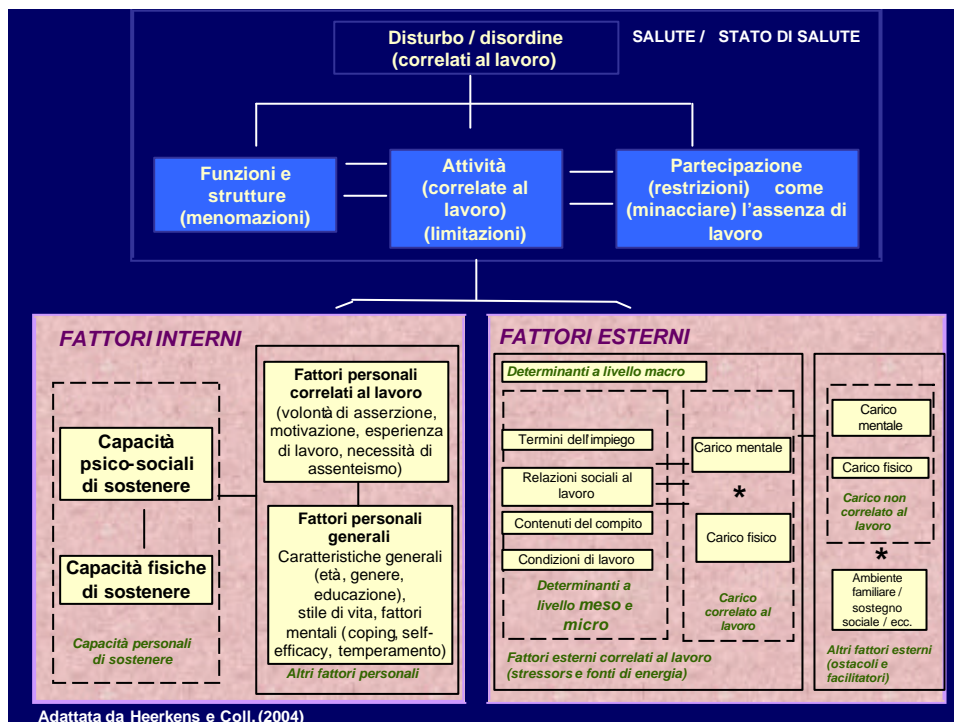 Disturbo / disordine
(correlati al lavoro)
SALUTE / STATO DI SALUTE
Funzioni e
strutture
(menomazioni)
Attività
(correlate al
lavoro)
(limitazioni)
Partecipazione
(restrizioni) come
(minacciare) l'assenza di
lavoro
FATTORI INTERNI
Capacità
psico-sociali
di sostenere
Capacità fisiche
di sostenere
Capacità personali
di sostenere
Fattori personali
correlati al lavoro
(volontà di asserzione,
motivazione, esperienza
di lavoro, necessità di
assenteismo)
Fattori personali
generali
Caratteristiche generali
(età, genere,
educazione),
stile di vita, fattori
mentali (coping, self-
efficacy, temperamento)
Altri fattori personali
FATTORI ESTERNI
Determinanti a livello macro
Termini dell'impiego
Relazioni sociali al
lavoro
Contenuti del compito
Condizioni di lavoro
Determinanti a
livello meso e
micro
Carico mentale
*
Carico fisico
Carico
correlato al
lavoro
Fattori esterni correlati al lavoro
(stressors e fonti di energia)
Carico
mentale
Carico fisico
Carico non
correlato al
lavoro
*
Ambiente
familiare /
sostegno
sociale / ecc.
Altri fattori esterni
(ostacoli e
facilitatori)
Adattata da Heerkens e Coll. (2004)